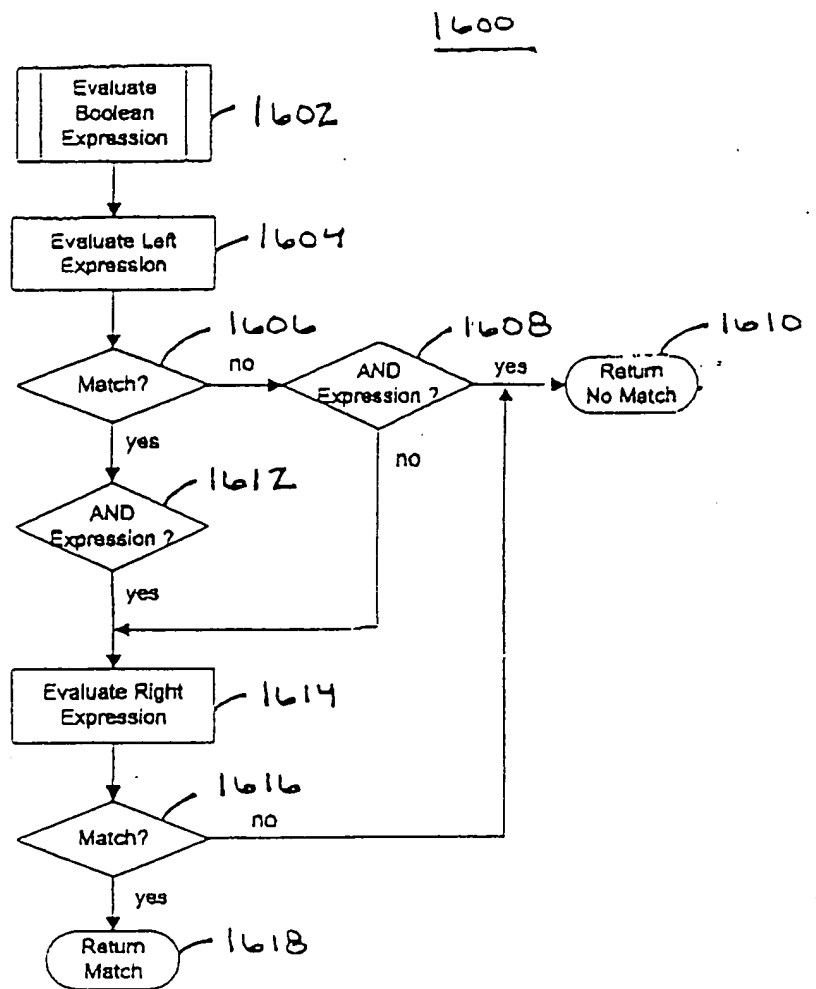 1600
Evaluate
Boolean
Expression
1602
Evaluate Left
Expression
1604
Match?
1606
no
AND
Expression ?
1608
yes
Return
No Match
1610
yes
no
AND
Expression ?
1612
yes
Evaluate Right
Expression
1614
Match?
1616
no
yes
Return
Match
1618